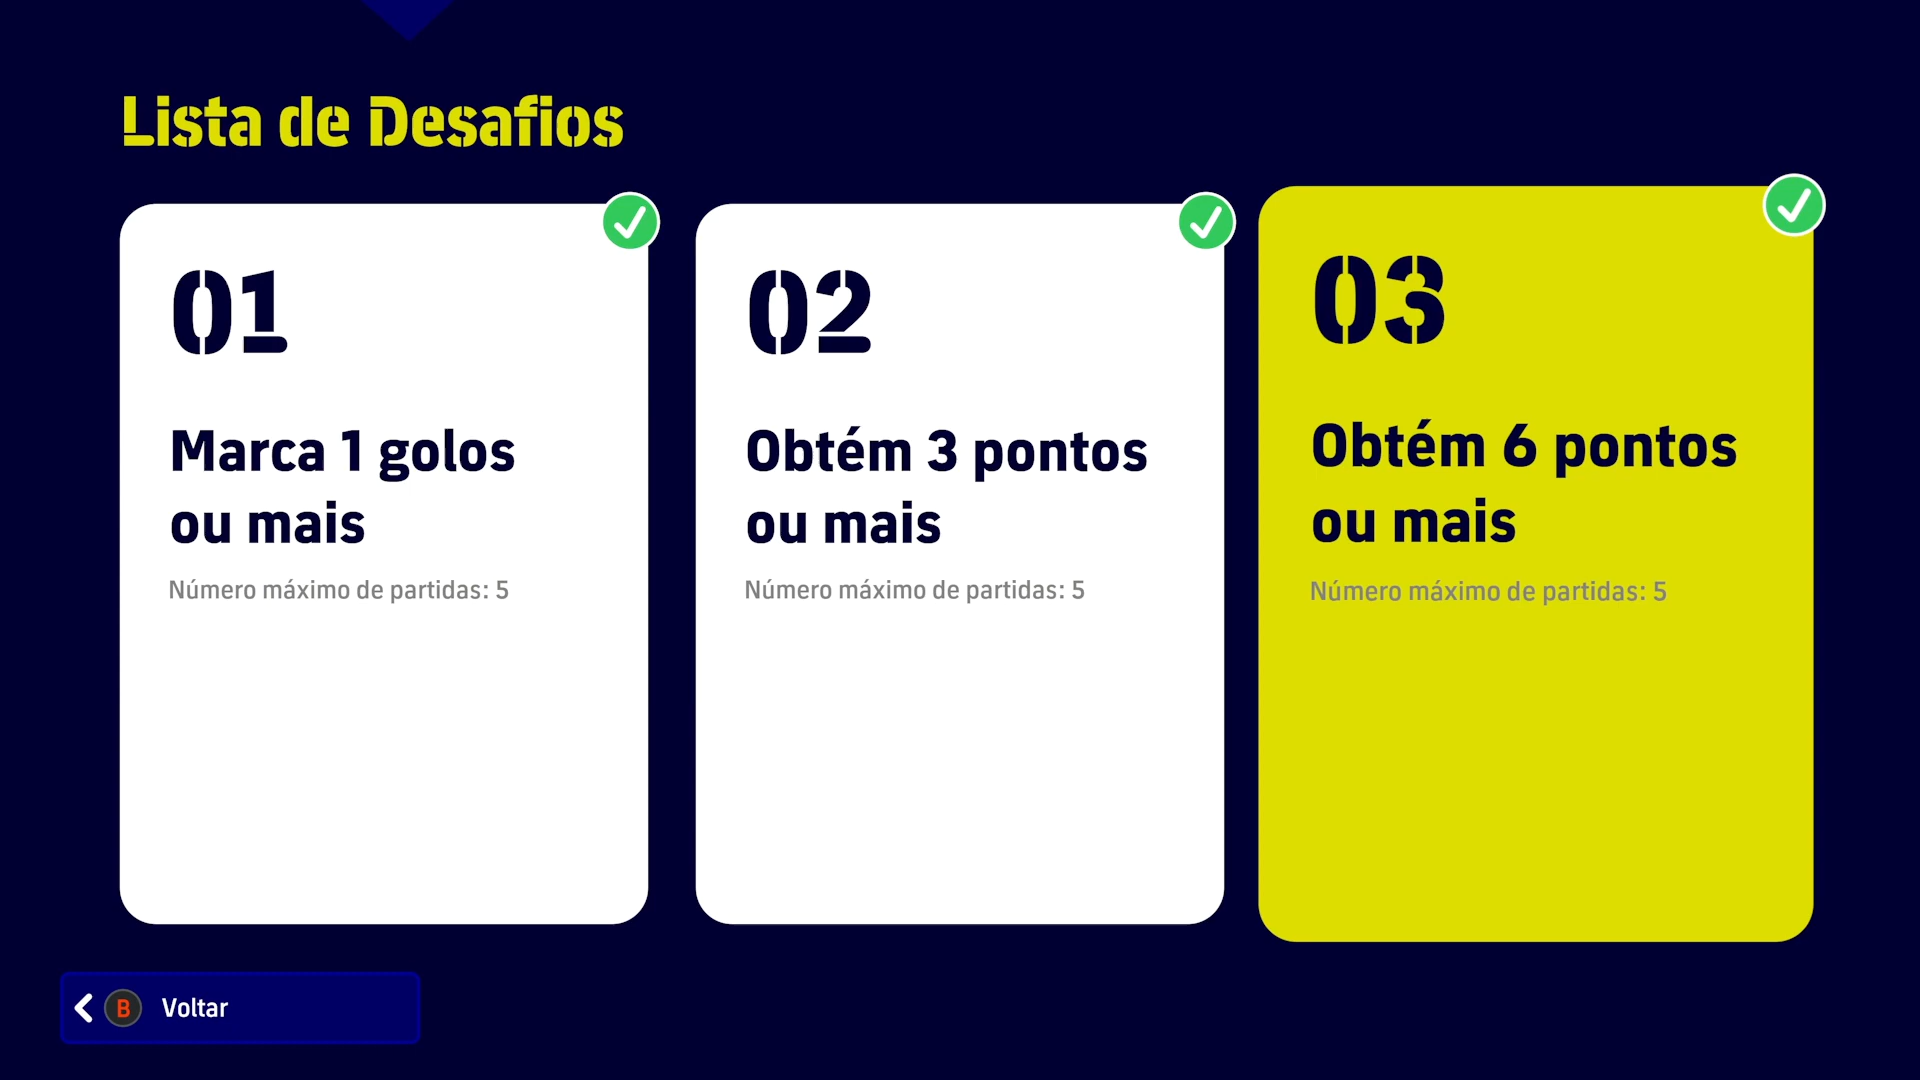 Lista de Desafios
01
Marca 1 golos
ou mais
Número máximo de partidas: 5
02
Obtém 3 pontos
ou mais
Número máximo de partidas: 5
03
Obtém 6 pontos
ou mais
Número máximo de partidas: 5
B Voltar